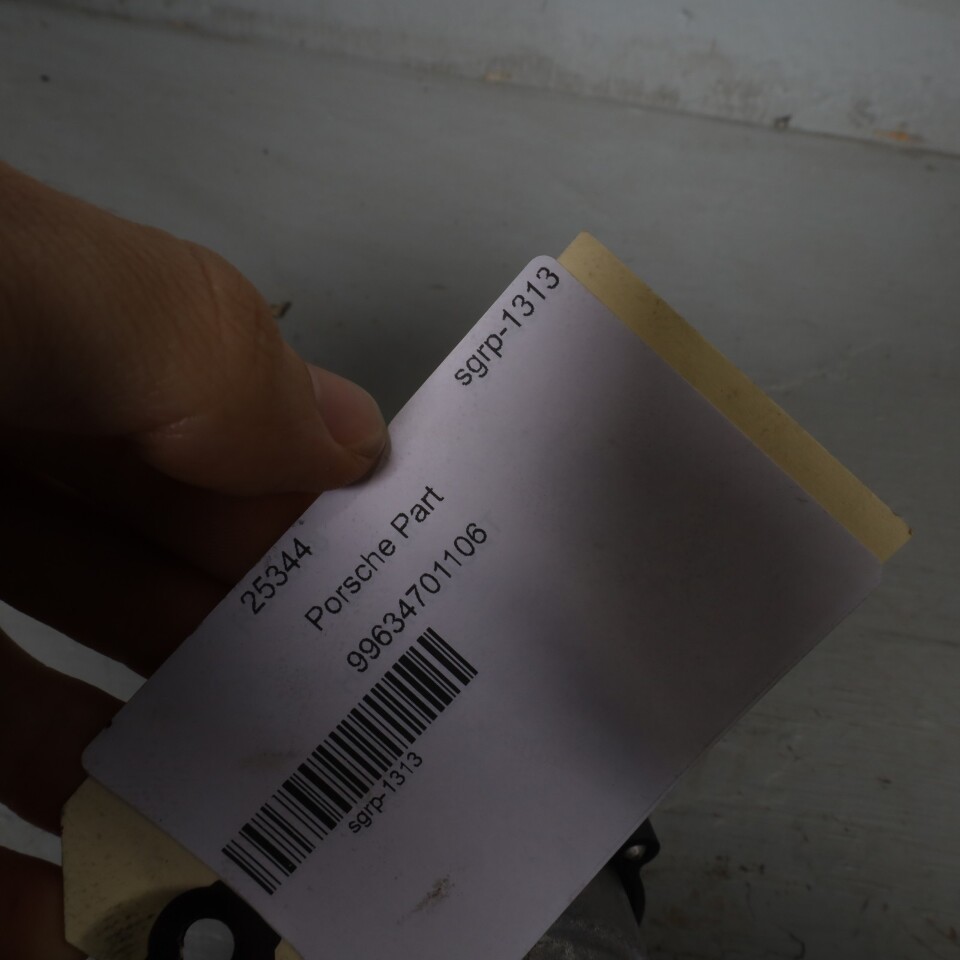 sgrp-1313
25344
Porsche Part
99634701106
sgrp-1313